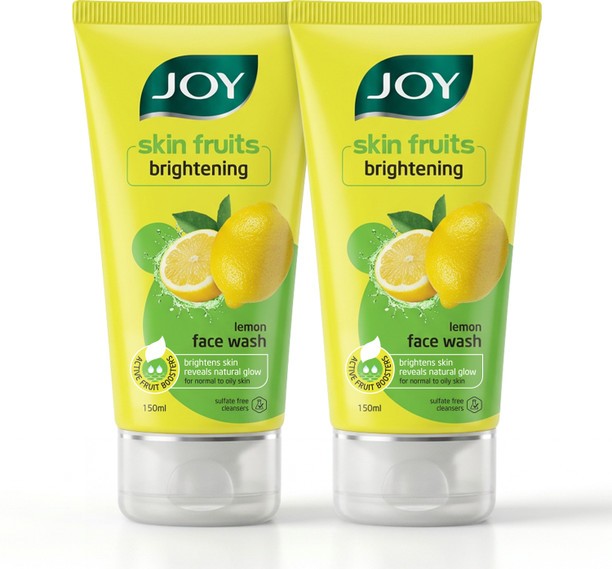 JOY
skin fruits
brightening
lemon
face wash
ACTIVE FRUIT BOOSTERS
brightens skin
reveals natural glow
for normal to oily skin
150ml
sulfate free
cleansers
JOY
skin fruits
brightening
lemon
face wash
ACTIVE FRUIT BOOSTERS
brightens skin
reveals natural glow
for normal to oily skin
150ml
sulfate free
cleansers